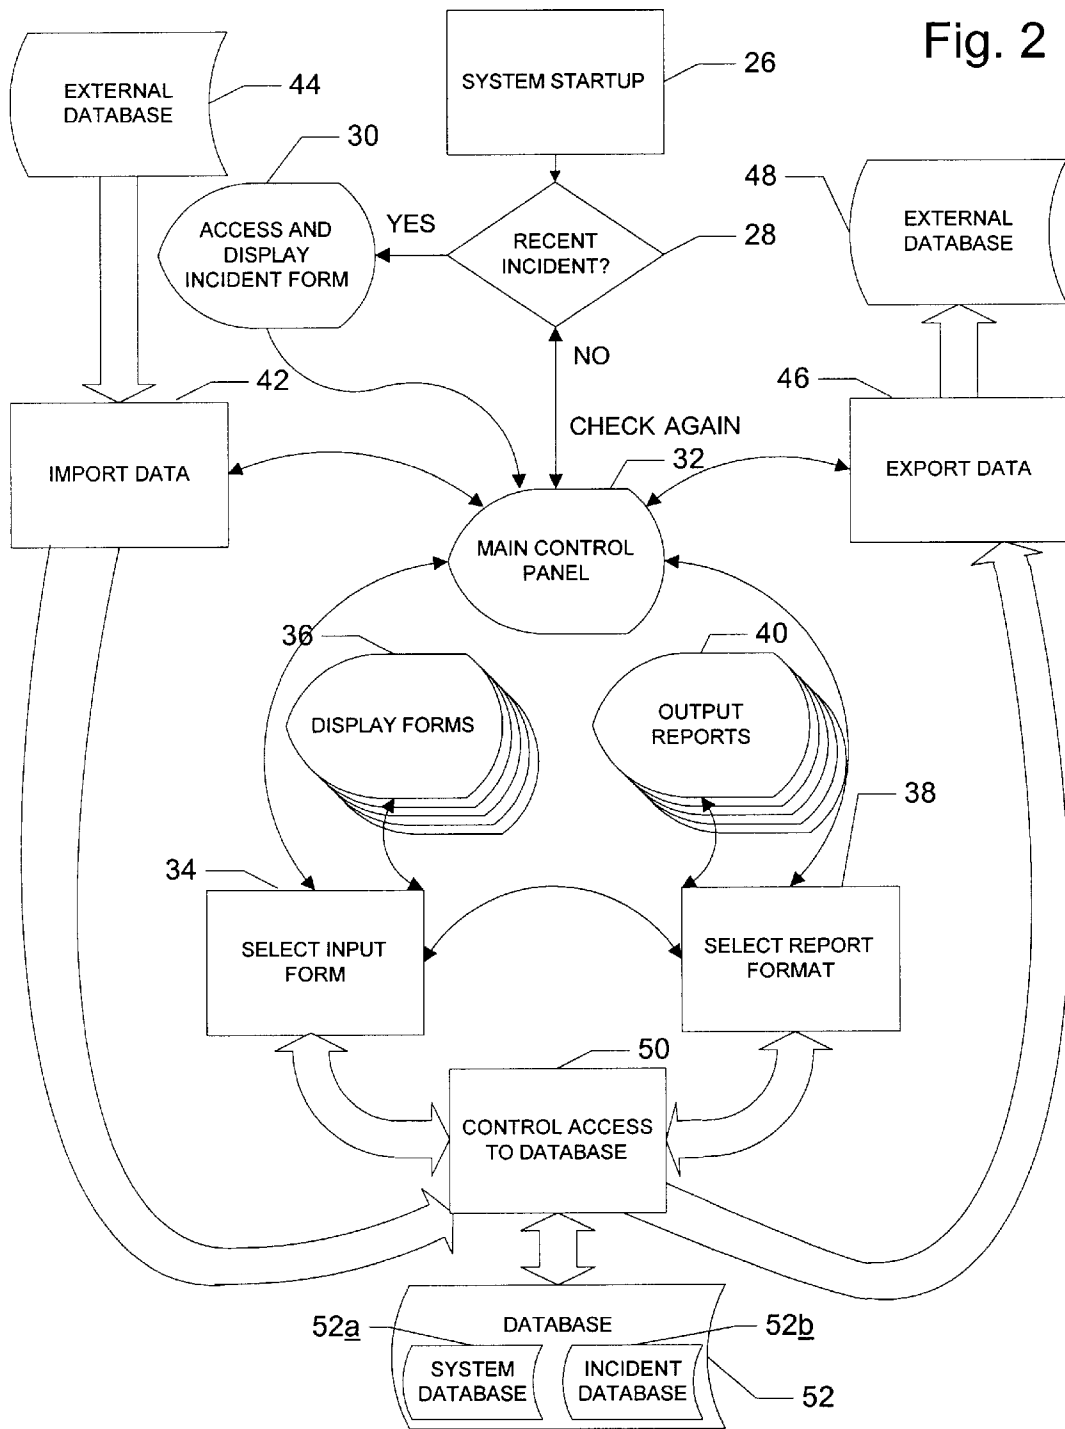 Fig. 2
44
EXTERNAL
DATABASE
SYSTEM STARTUP
26
30
48
EXTERNAL
DATABASE
YES
ACCESS AND
DISPLAY
INCIDENT FORM
RECENT
INCIDENT?
28
NO
42
46
CHECK AGAIN
32
IMPORT DATA
EXPORT DATA
MAIN CONTROL
PANEL
36
40
DISPLAY FORMS
OUTPUT
REPORTS
38
34
SELECT INPUT
FORM
SELECT REPORT
FORMAT
50
CONTROL ACCESS
TO DATABASE
52a
52b
DATABASE
SYSTEM
DATABASE
INCIDENT
DATABASE
52